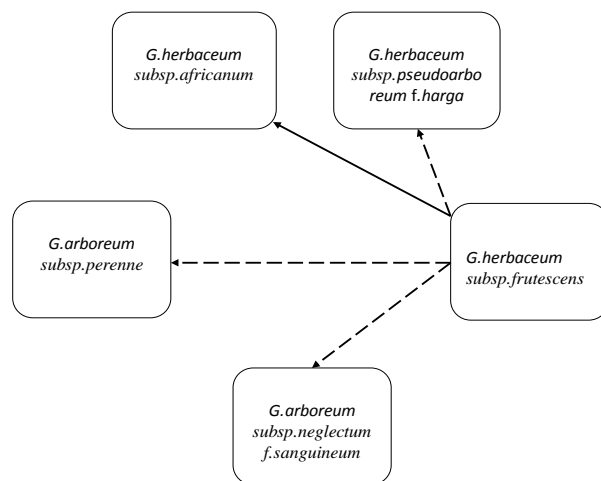 G.herbaceum
subsp.africanum
G.herbaceum
subsp.pseudoarbo
reum f.harga
G.arboreum
subsp.perenne
G.herbaceum
subsp.frutescens
G.arboreum
subsp.neglectum
f.sanguineum